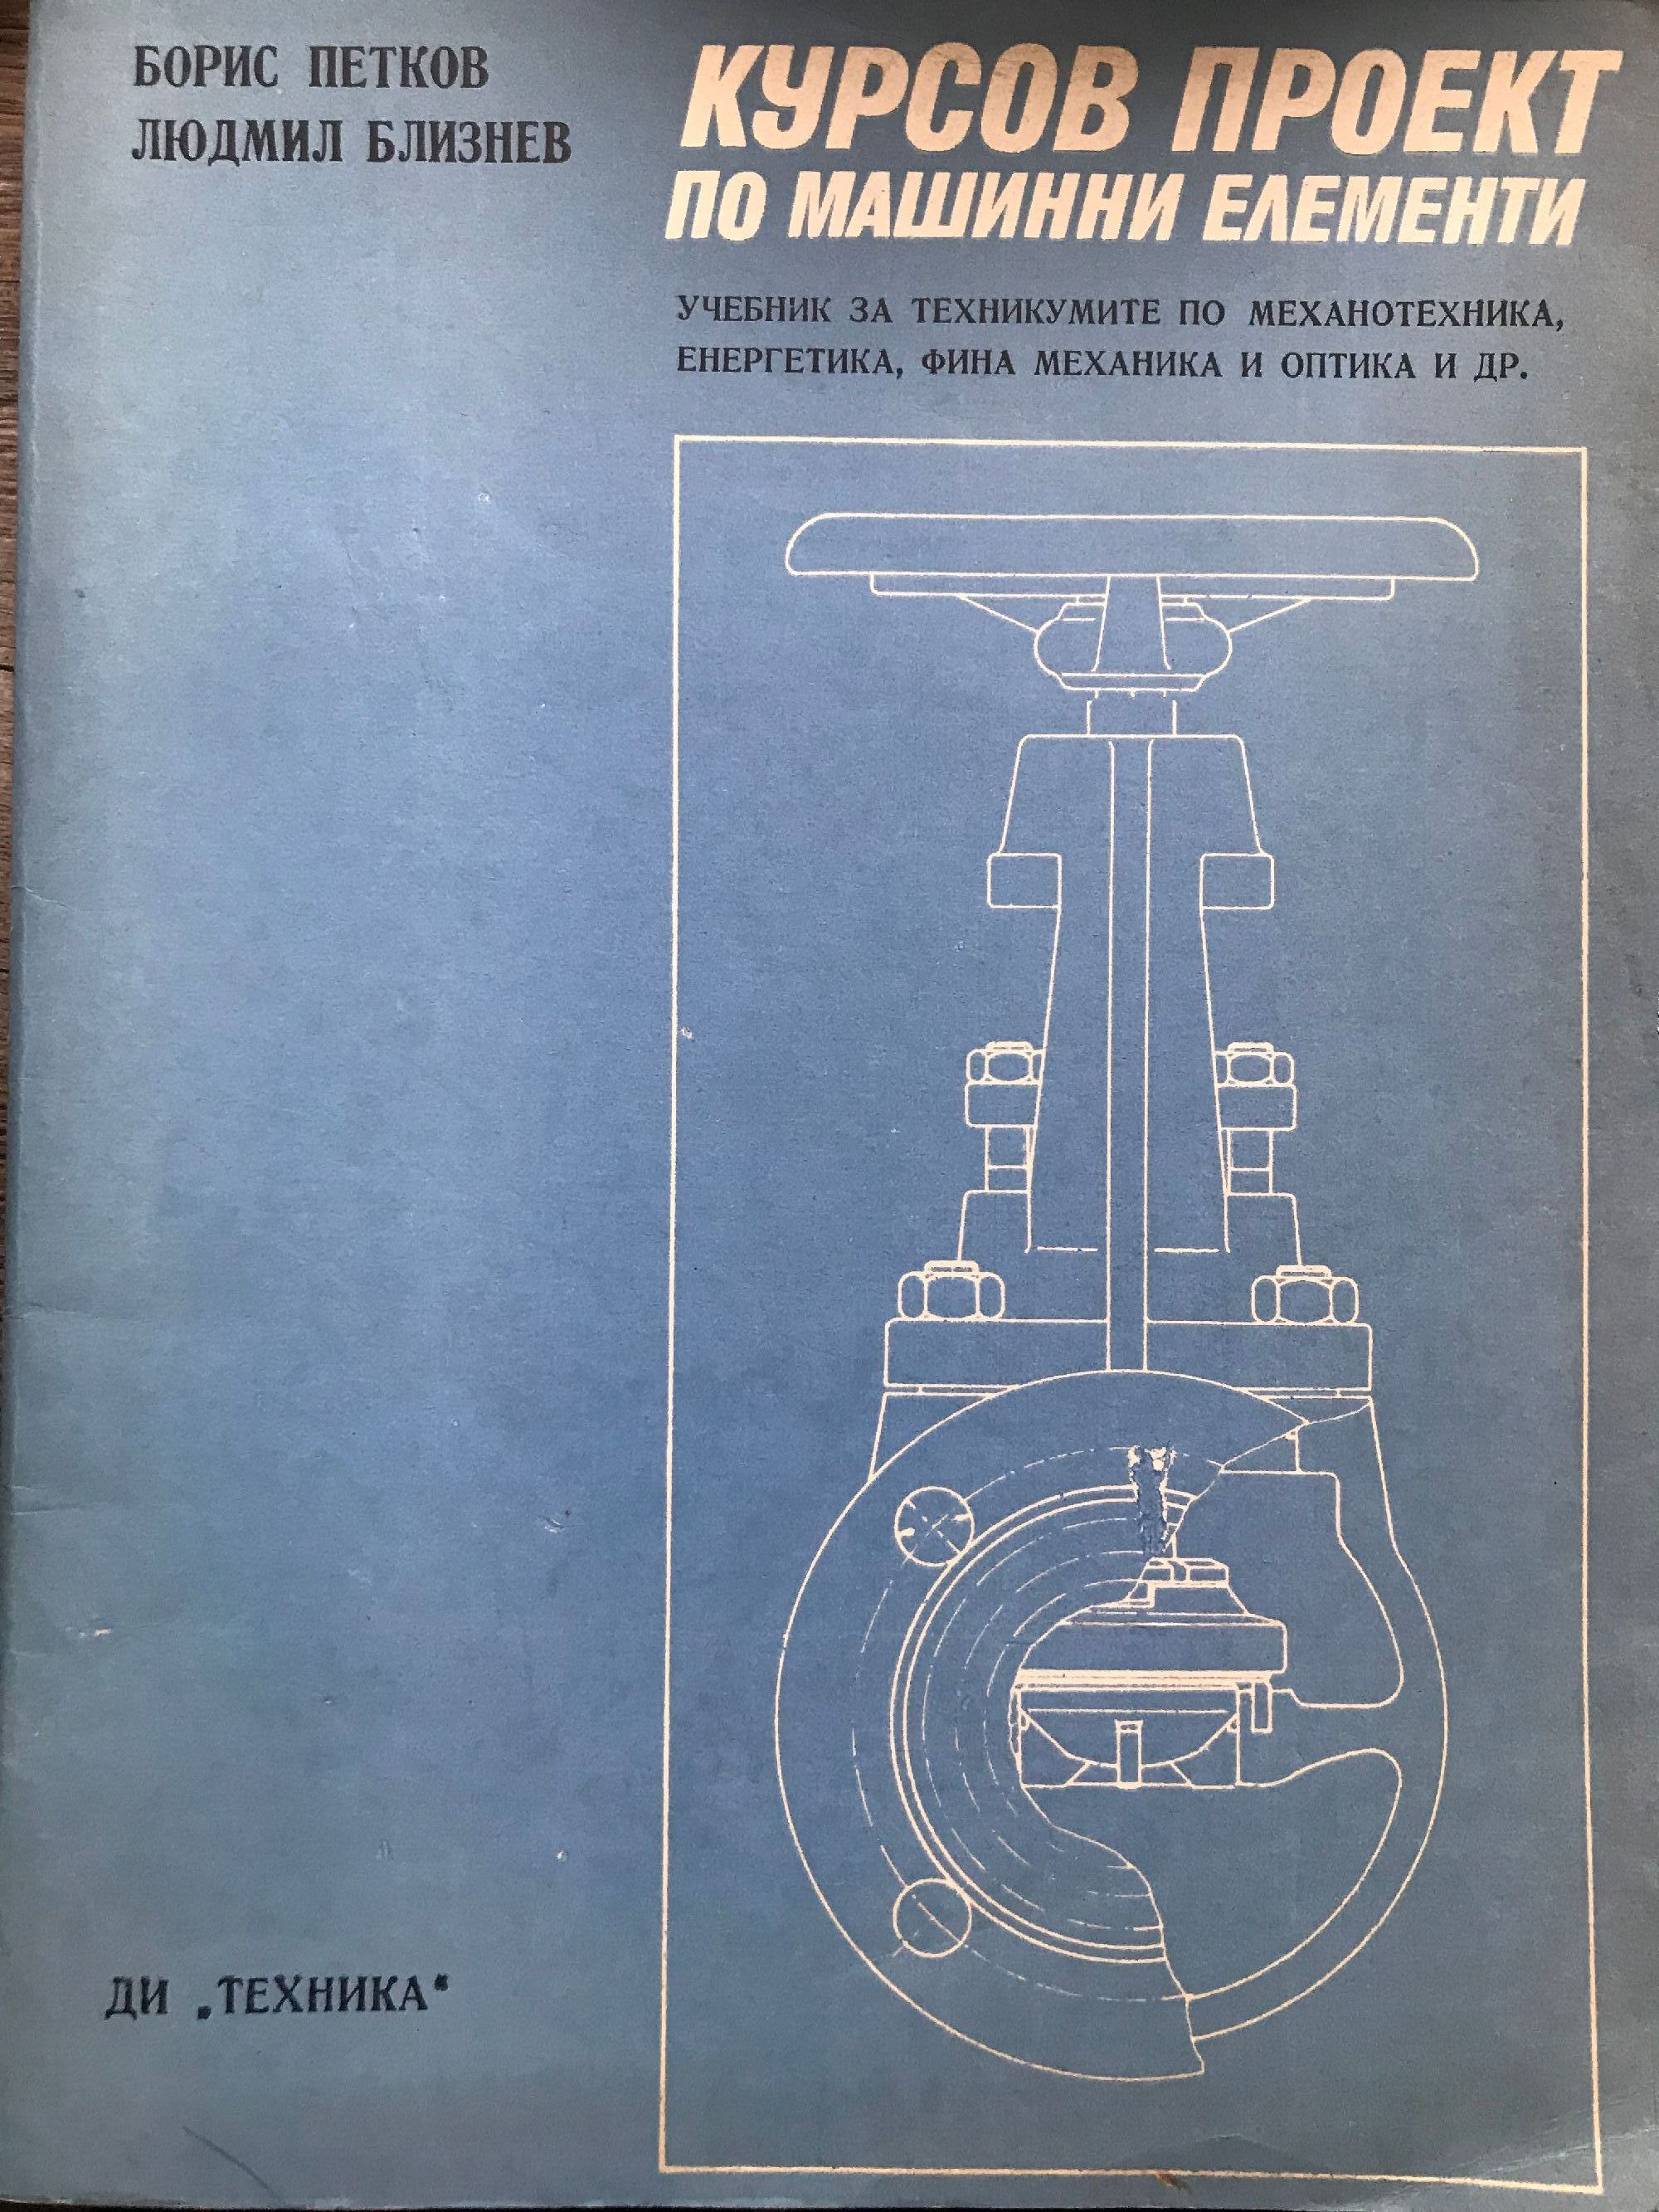 БОРИС ПЕТКОВ
ЛЮДМИЛ БЛИЗНЕВ
КУРСОВ ПРОЕКТ
ПО МАШИННИ ЕЛЕМЕНТИ
УЧЕБНИК ЗА ТЕХНИКУМИТЕ ПО МЕХАНОТЕХНИКА,
ЕНЕРГЕТИКА, ФИНА МЕХАНИКА И ОПТИКА И ДР.
ДИ „ТЕХНИКА“